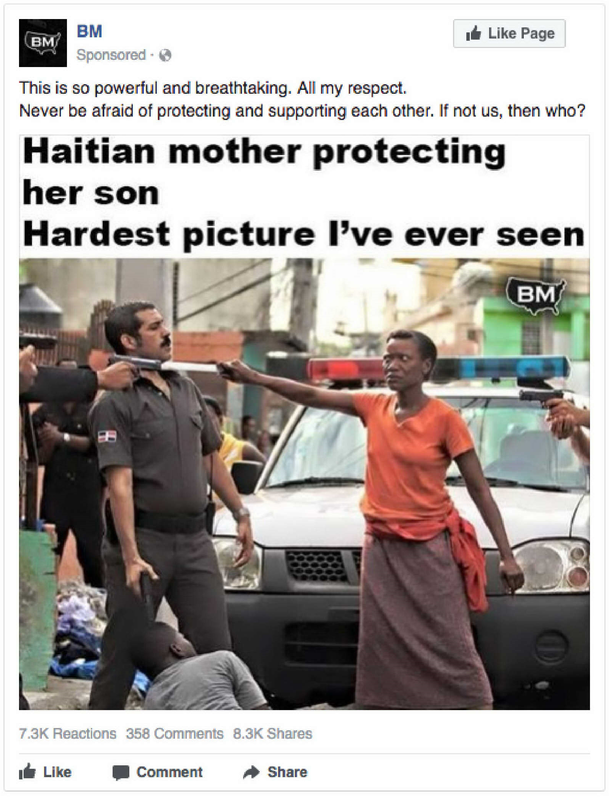 BM
BM
Like Page
Sponsored ·
This is so powerful and breathtaking. All my respect.
Never be afraid of protecting and supporting each other. If not us, then who?
Haitian mother protecting
her son
Hardest picture I've ever seen
BM
7.3K Reactions 358 Comments 8.3K Shares
Like Comment Share